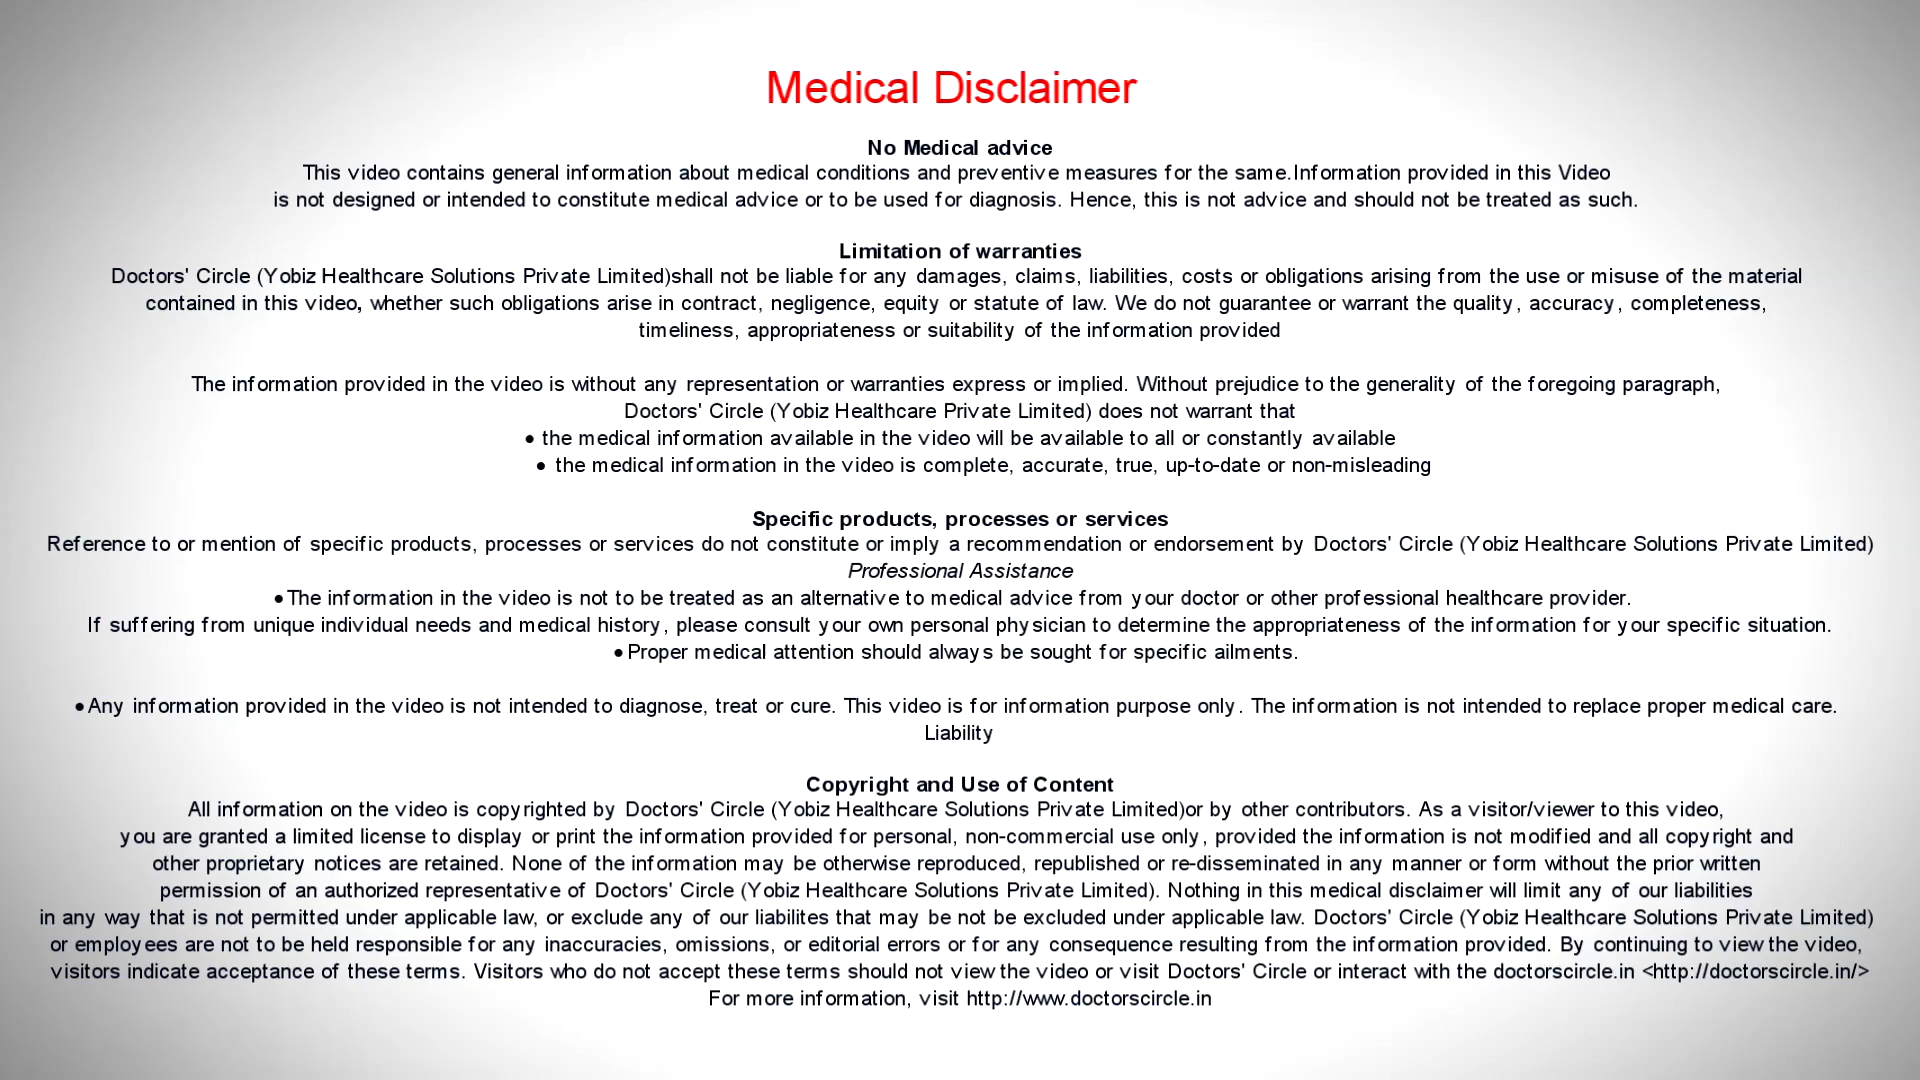 Medical Disclaimer
No Medical advice
This video contains general information about medical conditions and preventive measures for the same.Information provided in this Video
is not designed or intended to constitute medical advice or to be used for diagnosis. Hence, this is not advice and should not be treated as such.
Limitation of warranties
Doctors' Circle (Yobiz Healthcare Solutions Private Limited)shall not be liable for any damages, claims, liabilities, costs or obligations arising from the use or misuse of the material
contained in this video, whether such obligations arise in contract, negligence, equity or statute of law. We do not guarantee or warrant the quality, accuracy, completeness,
timeliness, appropriateness or suitability of the information provided
The information provided in the video is without any representation or warranties express or implied. Without prejudice to the generality of the foregoing paragraph,
Doctors' Circle (Yobiz Healthcare Private Limited) does not warrant that
• the medical information available in the video will be available to all or constantly available
• the medical information in the video is complete, accurate, true, up-to-date or non-misleading
Specific products, processes or services
Reference to or mention of specific products, processes or services do not constitute or imply a recommendation or endorsement by Doctors' Circle (Yobiz Healthcare Solutions Private Limited)
Professional Assistance
•The information in the video is not to be treated as an alternative to medical advice from your doctor or other professional healthcare provider.
If suffering from unique individual needs and medical history, please consult your own personal physician to determine the appropriateness of the information for your specific situation.
•Proper medical attention should always be sought for specific ailments.
•Any information provided in the video is not intended to diagnose, treat or cure. This video is for information purpose only. The information is not intended to replace proper medical care.
Liability
Copyright and Use of Content
All information on the video is copyrighted by Doctors' Circle (Yobiz Healthcare Solutions Private Limited)or by other contributors. As a visitor/viewer to this video,
you are granted a limited license to display or print the information provided for personal, non-commercial use only, provided the information is not modified and all copyright and
other proprietary notices are retained. None of the information may be otherwise reproduced, republished or re-disseminated in any manner or form without the prior written
permission of an authorized representative of Doctors' Circle (Yobiz Healthcare Solutions Private Limited). Nothing in this medical disclaimer will limit any of our liabilities
in any way that is not permitted under applicable law, or exclude any of our liabilites that may be not be excluded under applicable law. Doctors' Circle (Yobiz Healthcare Solutions Private Limited)
or employees are not to be held responsible for any inaccuracies, omissions, or editorial errors or for any consequence resulting from the information provided. By continuing to view the video,
visitors indicate acceptance of these terms. Visitors who do not accept these terms should not view the video or visit Doctors' Circle or interact with the doctorscircle.in <http://doctorscircle.in/>
For more information, visit http://www.doctorscircle.in